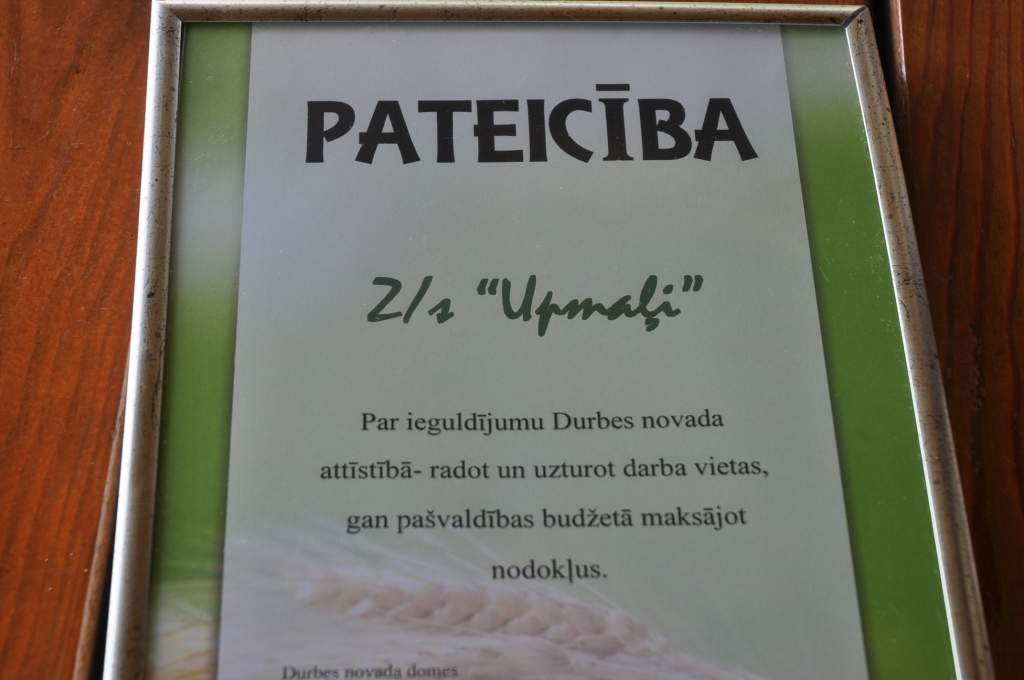 PATEICĪBA
Z/s “Upmaļi”
Par ieguldījumu Durbes novada
attīstībā- radot un uzturot darba vietas,
gan pašvaldības budžetā maksājot
nodokļus.
Durbes novada domes